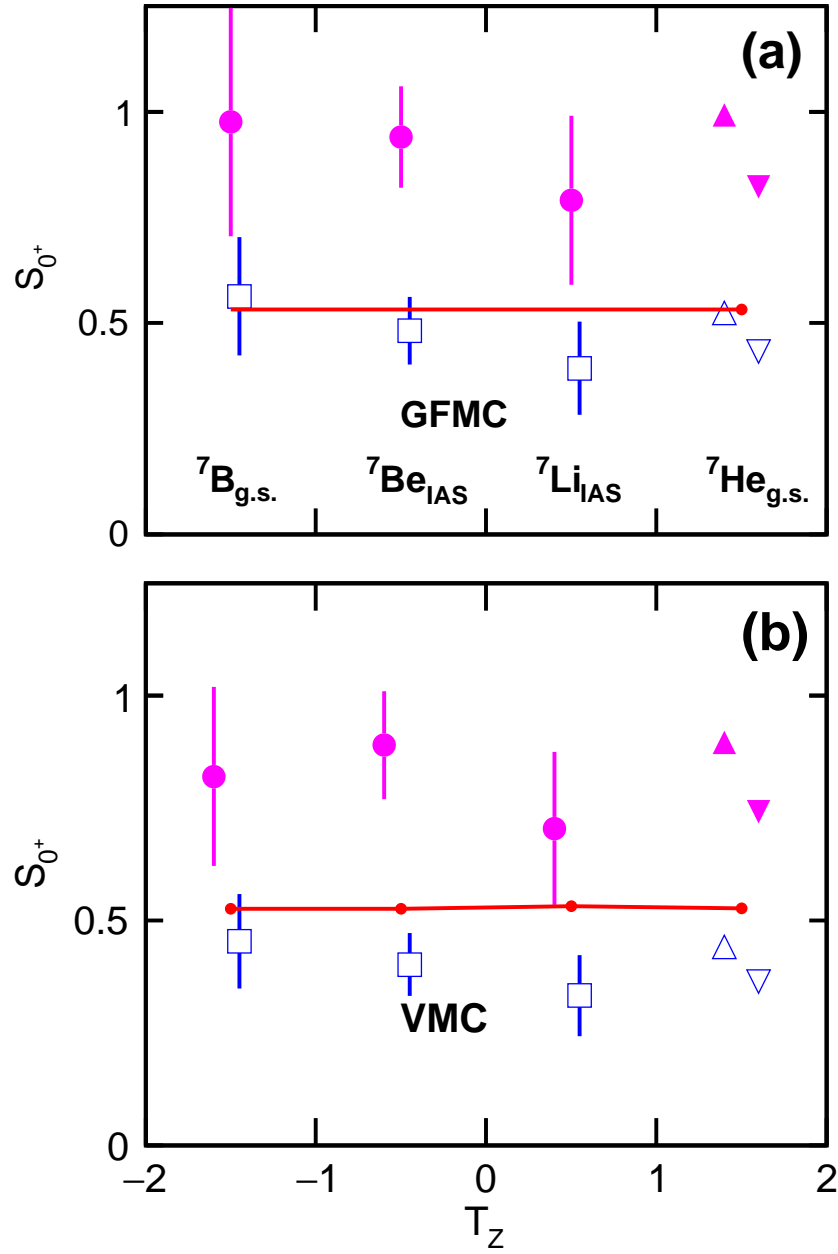 (a)
1
S0+
0.5
GFMC
7Bg.s. 7BeIAS 7LiIAS 7Heg.s.
0
(b)
1
S0+
0.5
VMC
0
−2 −1 0 1 2
TZ